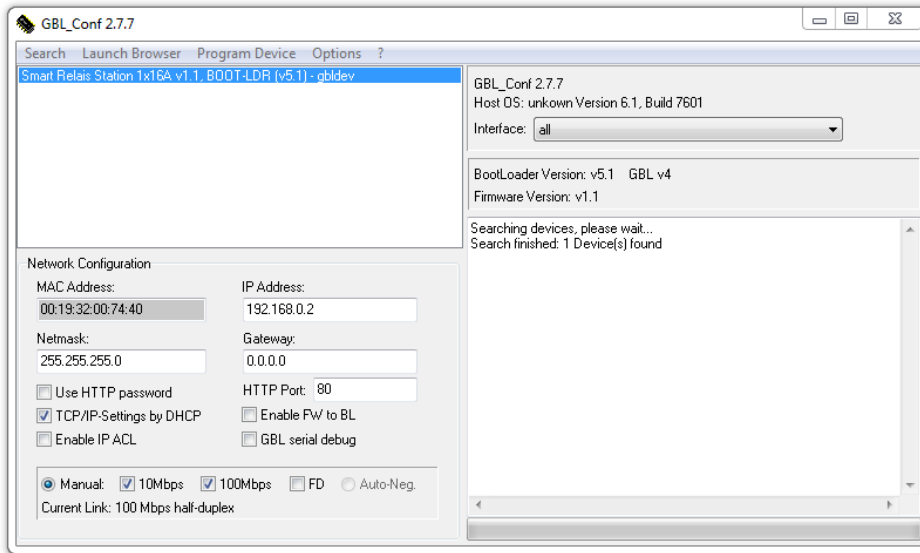 GBL_Conf 2.7.7
Search Launch Browser Program Device Options ?
Smart Relais Station 1x16A v1.1, BOOT-LDR (v5.1) - gbldev
GBL_Conf 2.7.7
Host OS: unkown Version 6.1, Build 7601
Interface: all
BootLoader Version: v5.1 GBL v4
Firmware Version: v1.1
Searching devices, please wait...
Search finished: 1 Device(s) found
Network Configuration
MAC Address: IP Address:
00:19:32:00:74:40 192.168.0.2
Netmask: Gateway:
255.255.255.0 0.0.0.0
Use HTTP password HTTP Port: 80
TCP/IP-Settings by DHCP Enable FW to BL
Enable IP ACL GBL serial debug
Manual: 10Mbps 100Mbps FD Auto-Neg.
Current Link: 100 Mbps half-duplex